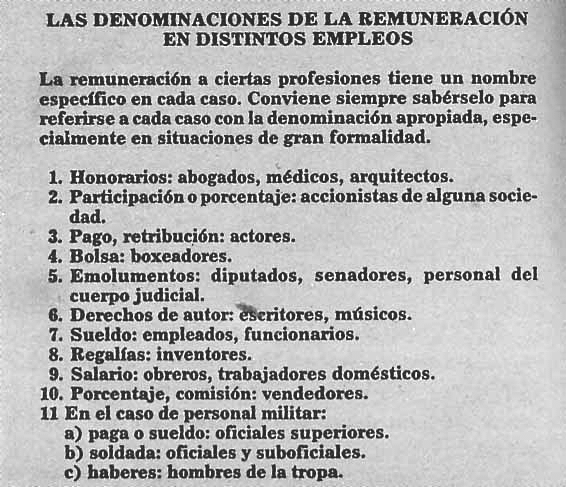 LAS DENOMINACIONES DE LA REMUNERACIÓN
EN DISTINTOS EMPLEOS
La remuneración a ciertas profesiones tiene un nombre
específico en cada caso. Conviene siempre sabérselo para
referirse a cada caso con la denominación apropiada, espe-
cialmente en situaciones de gran formalidad.
1. Honorarios: abogados, médicos, arquitectos.
2. Participación o porcentaje: accionistas de alguna socie-
dad.
3. Pago, retribución: actores.
4. Bolsa: boxeadores.
5. Emolumentos: diputados, senadores, personal del
cuerpo judicial.
6. Derechos de autor: escritores, músicos.
7. Sueldo: empleados, funcionarios.
8. Regalías: inventores.
9. Salario: obreros, trabajadores domésticos.
10. Porcentaje, comisión: vendedores.
11 En el caso de personal militar:
a) paga o sueldo: oficiales superiores.
b) soldada: oficiales y suboficiales.
c) haberes: hombres de la tropa.